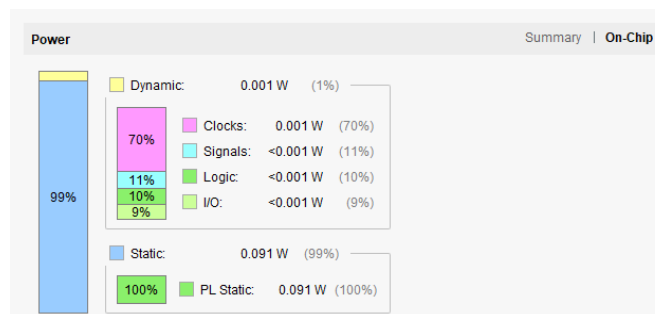 Power Summary | On-Chip
Dynamic: 0.001 W (1%)
70% Clocks: 0.001 W (70%)
Signals: <0.001 W (11%)
11% Logic: <0.001 W (10%)
10% I/O: <0.001 W (9%)
9%
99%
Static: 0.091 W (99%)
100% PL Static: 0.091 W (100%)